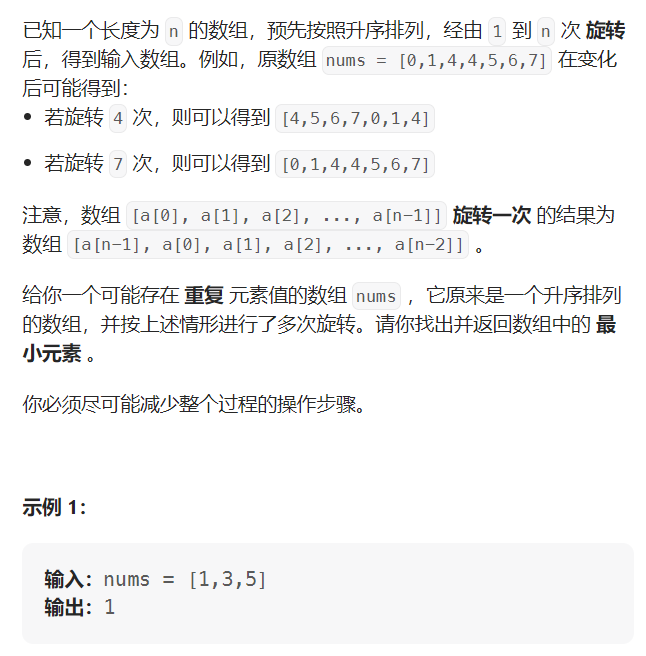 已知一个长度为 n 的数组，预先按照升序排列，经由 1 到 n 次 旋转
后，得到输入数组。例如，原数组 nums = [0,1,4,4,5,6,7] 在变化
后可能得到：
• 若旋转 4 次，则可以得到 [4,5,6,7,0,1,4]
• 若旋转 7 次，则可以得到 [0,1,4,4,5,6,7]
注意，数组 [a[0], a[1], a[2], ..., a[n-1]] 旋转一次 的结果为
数组 [a[n-1], a[0], a[1], a[2], ..., a[n-2]] 。
给你一个可能存在 重复 元素值的数组 nums ，它原来是一个升序排列
的数组，并按上述情形进行了多次旋转。请你找出并返回数组中的 最
小元素 。
你必须尽可能减少整个过程的操作步骤。
示例 1：
输入：nums = [1,3,5]
输出：1